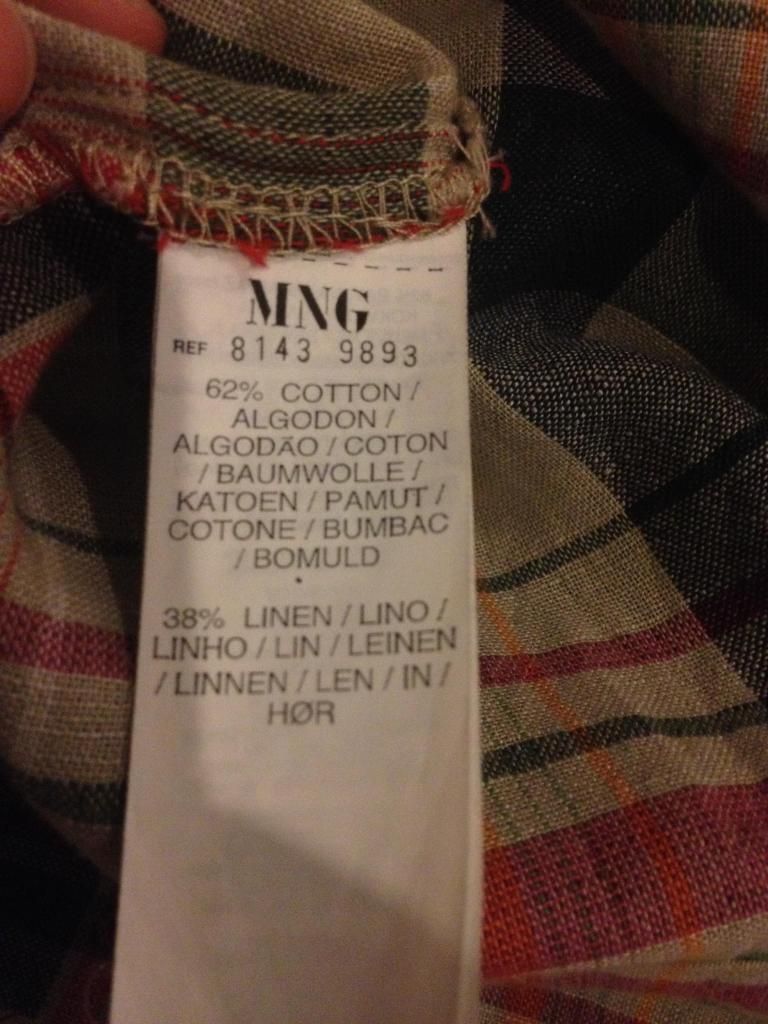 MNG
REF 8143 9893
62% COTTON /
ALGODON /
ALGODÃO / COTON
/ BAUMWOLLE /
KATOEN / PAMUT /
COTONE / BUMBAC
/ BOMULD
38% LINEN / LINO /
LINHO / LIN / LEINEN
/ LINNEN / LEN / IN /
HØR